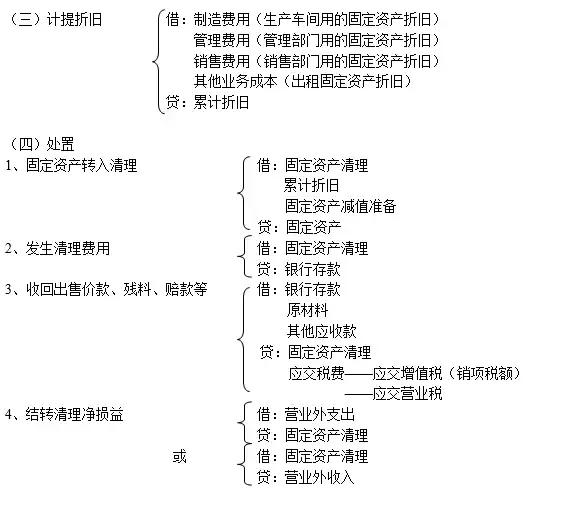 （三）计提折旧 借：制造费用（生产车间用的固定资产折旧）
管理费用（管理部门用的固定资产折旧）
销售费用（销售部门用的固定资产折旧）
其他业务成本（出租固定资产折旧）
贷：累计折旧
（四）处置
1、固定资产转入清理 借：固定资产清理
累计折旧
固定资产减值准备
贷：固定资产
2、发生清理费用 借：固定资产清理
贷：银行存款
3、收回出售价款、残料、赔款等 借：银行存款
原材料
其他应收款
贷：固定资产清理
应交税费——应交增值税（销项税额）
——应交营业税
4、结转清理净损益 借：营业外支出
贷：固定资产清理
或 借：固定资产清理
贷：营业外收入